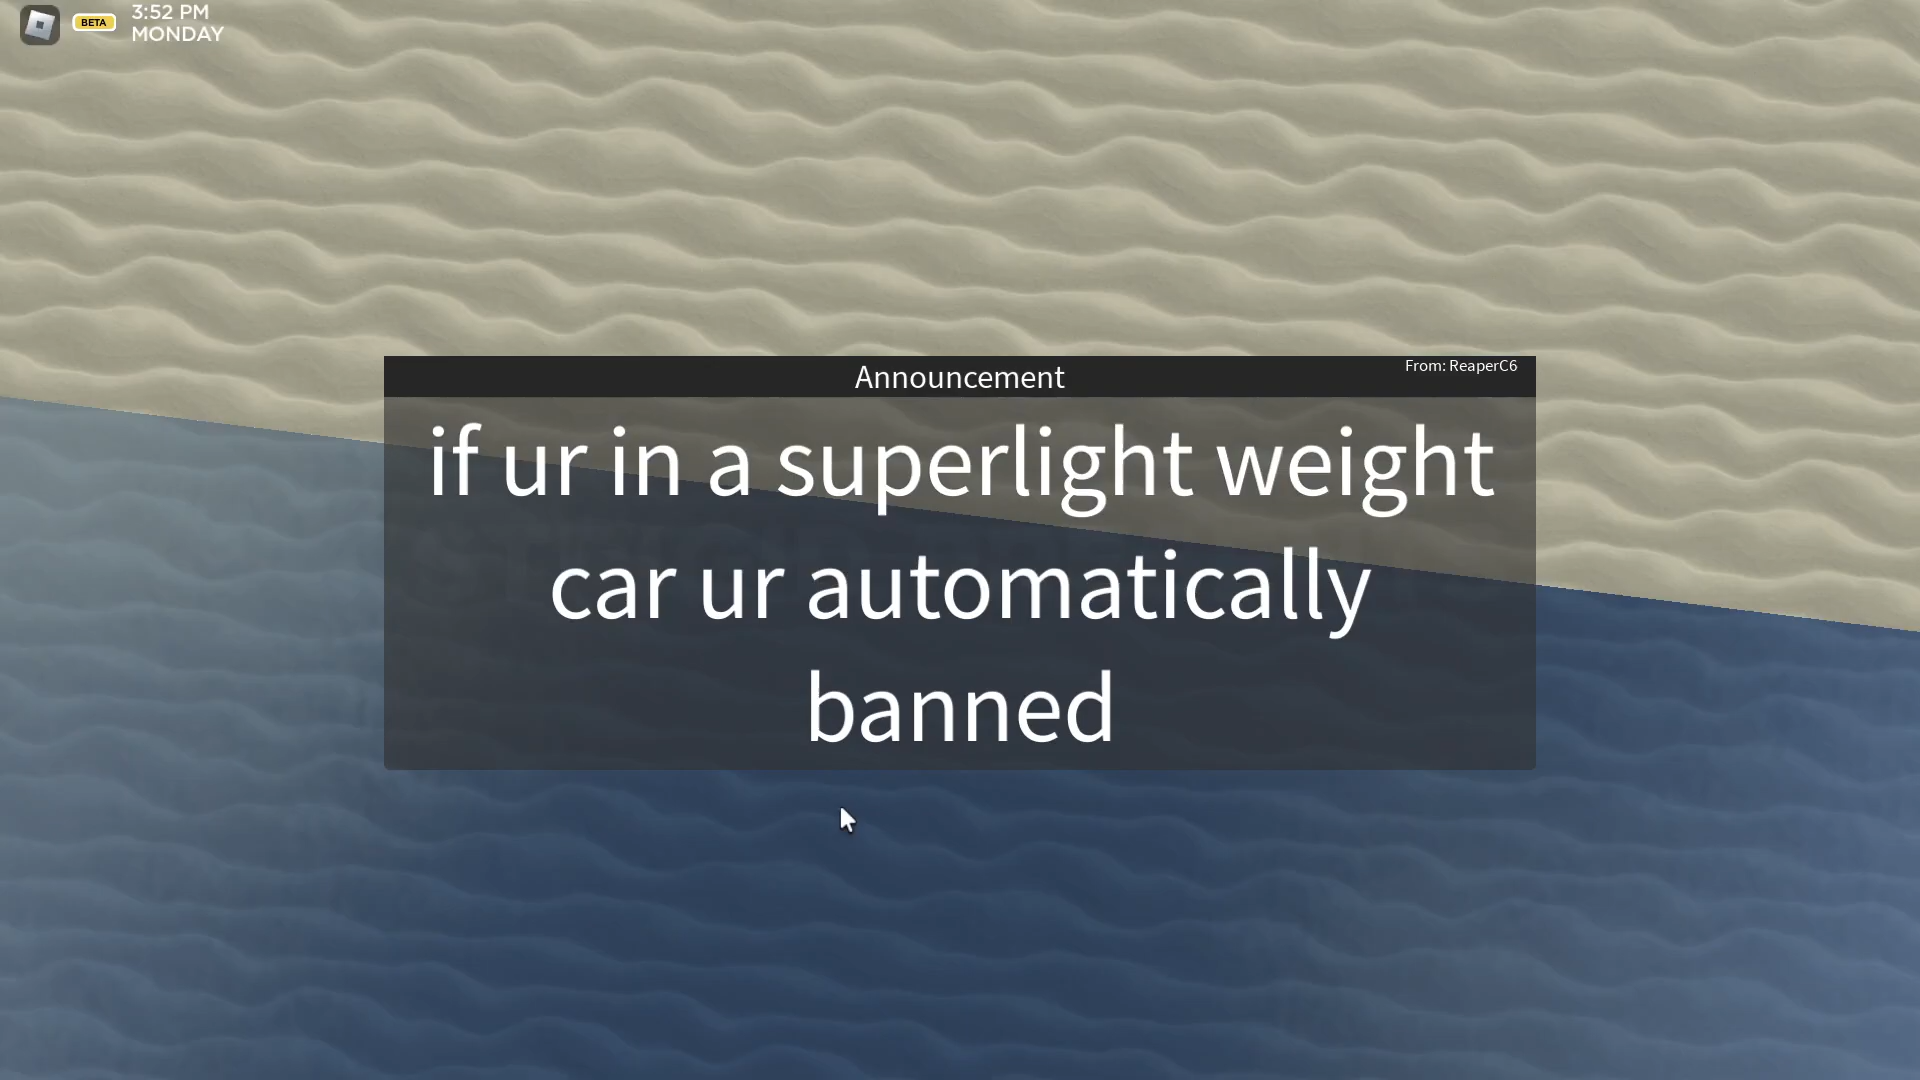 BETA
3:52 PM
MONDAY
Announcement
From: ReaperC6
if ur in a superlight weight
car ur automatically
banned